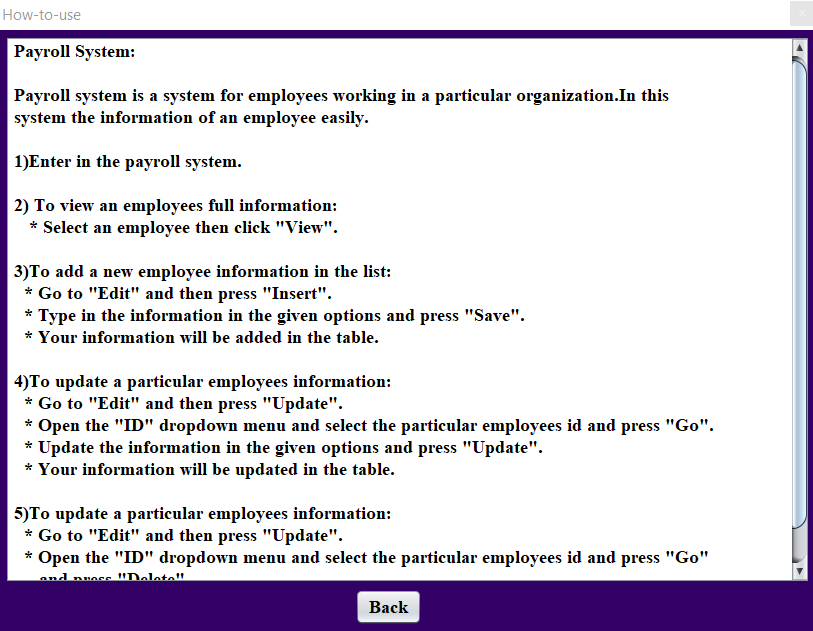 How-to-use
Payroll System:
Payroll system is a system for employees working in a particular organization.In this
system the information of an employee easily.
1)Enter in the payroll system.
2) To view an employees full information:
* Select an employee then click "View".
3)To add a new employee information in the list:
* Go to "Edit" and then press "Insert".
* Type in the information in the given options and press "Save".
* Your information will be added in the table.
4)To update a particular employees information:
* Go to "Edit" and then press "Update".
* Open the "ID" dropdown menu and select the particular employees id and press "Go".
* Update the information in the given options and press "Update".
* Your information will be updated in the table.
5)To update a particular employees information:
* Go to "Edit" and then press "Update".
* Open the "ID" dropdown menu and select the particular employees id and press "Go"
and press "Delete"
Back